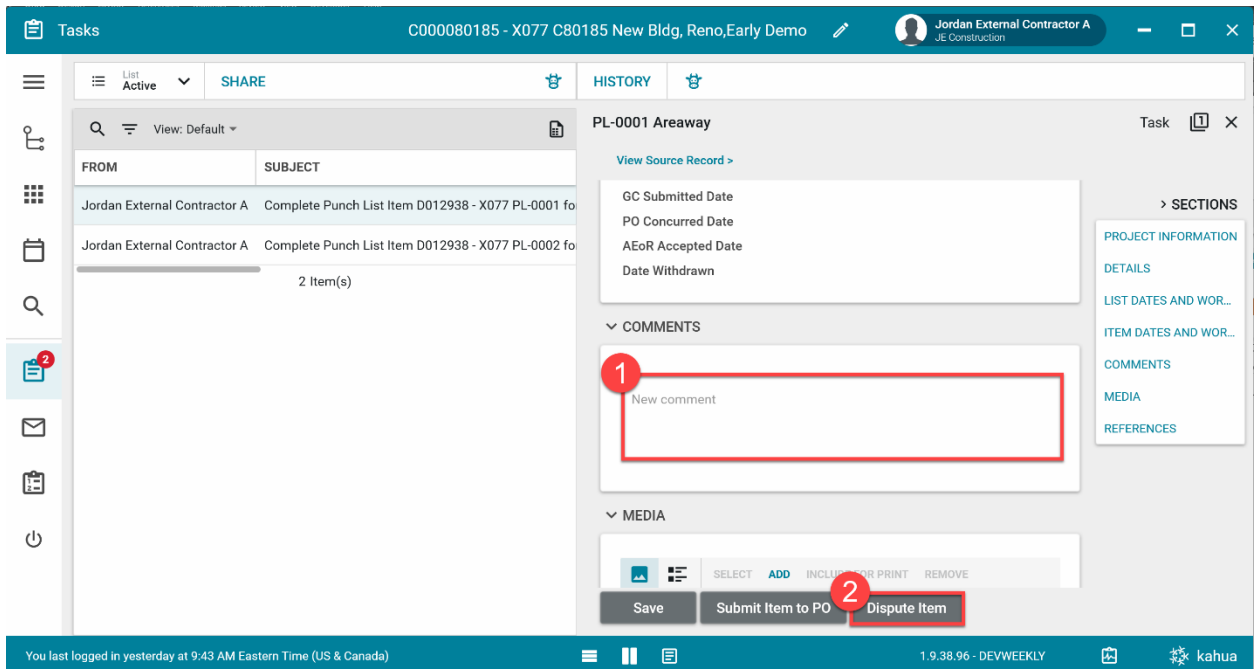 Tasks
C000080185 - X077 C80185 New Bldg, Reno,Early Demo
Jordan External Contractor A
JE Construction
List
Active
SHARE
HISTORY
View: Default
PL-0001 Areaway
Task
1
FROM
SUBJECT
View Source Record >
Jordan External Contractor A
Complete Punch List Item D012938 - X077 PL-0001 fo
Jordan External Contractor A
Complete Punch List Item D012938 - X077 PL-0002 fo
2 Item(s)
GC Submitted Date
PO Concurred Date
AEoR Accepted Date
Date Withdrawn
> SECTIONS
PROJECT INFORMATION
DETAILS
LIST DATES AND WOR...
ITEM DATES AND WOR...
COMMENTS
MEDIA
REFERENCES
2
COMMENTS
1
New comment
MEDIA
SELECT
ADD
INCLUDE FOR PRINT
REMOVE
2
Save
Submit Item to PO
Dispute Item
You last logged in yesterday at 9:43 AM Eastern Time (US & Canada)
1.9.38.96 - DEVWEEKLY
kahua